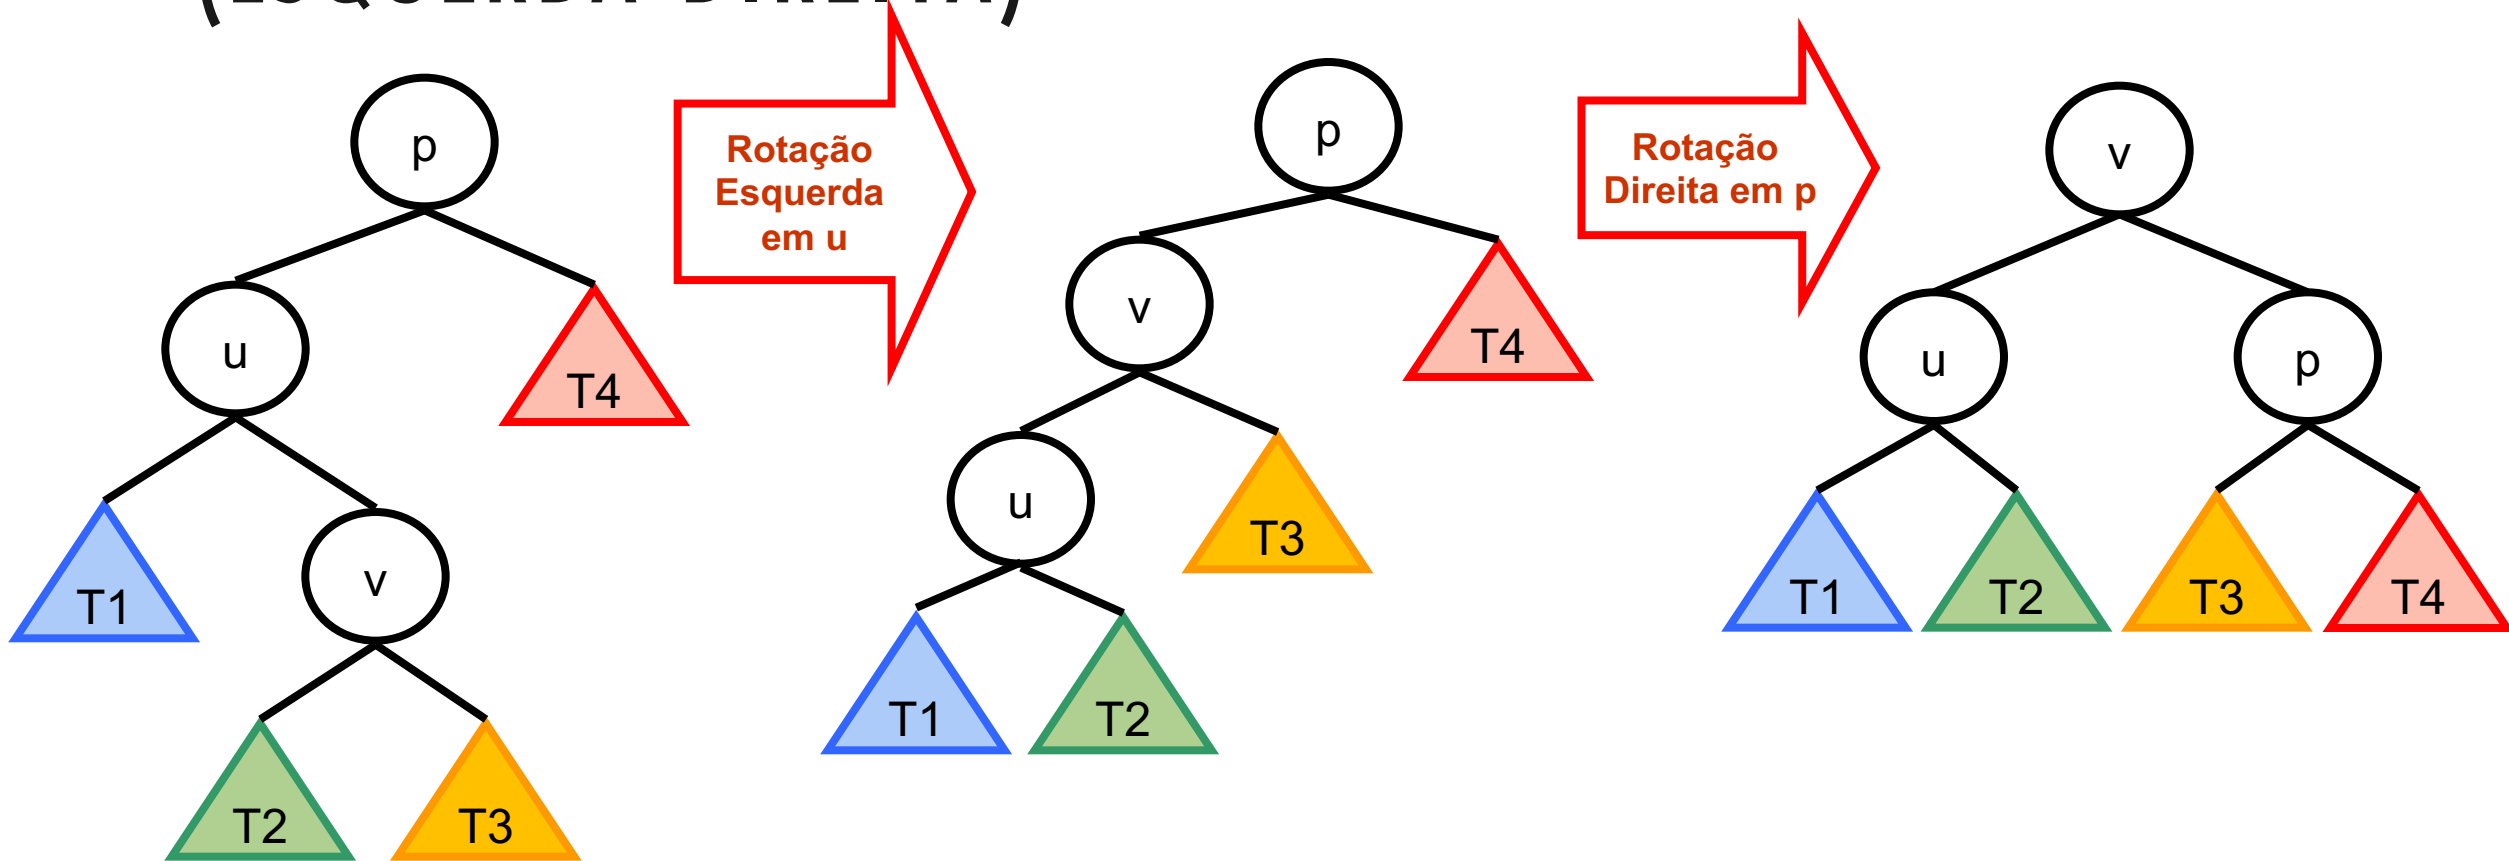 p
u
T4
T1
v
T2
T3
Rotação
Esquerda
em u
p
v
T4
u
T3
T1
T2
Rotação
Direita em p
v
u
p
T1
T2
T3
T4